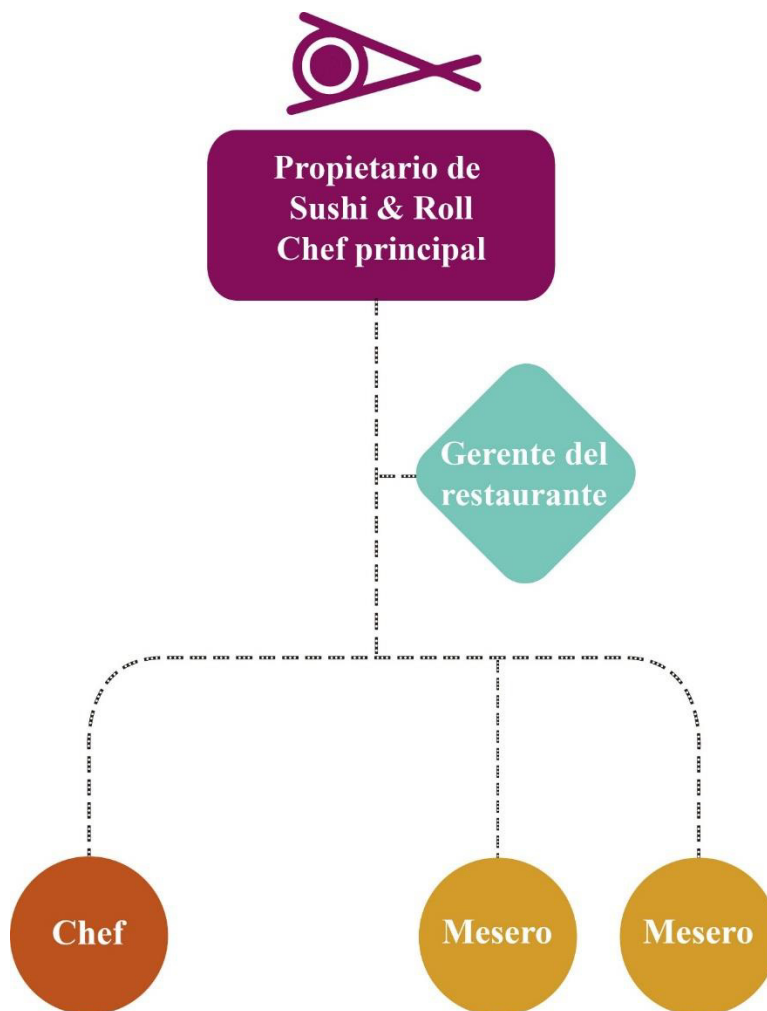 Propietario de
Sushi & Roll
Chef principal
Gerente del
restaurante
Chef
Mesero
Mesero